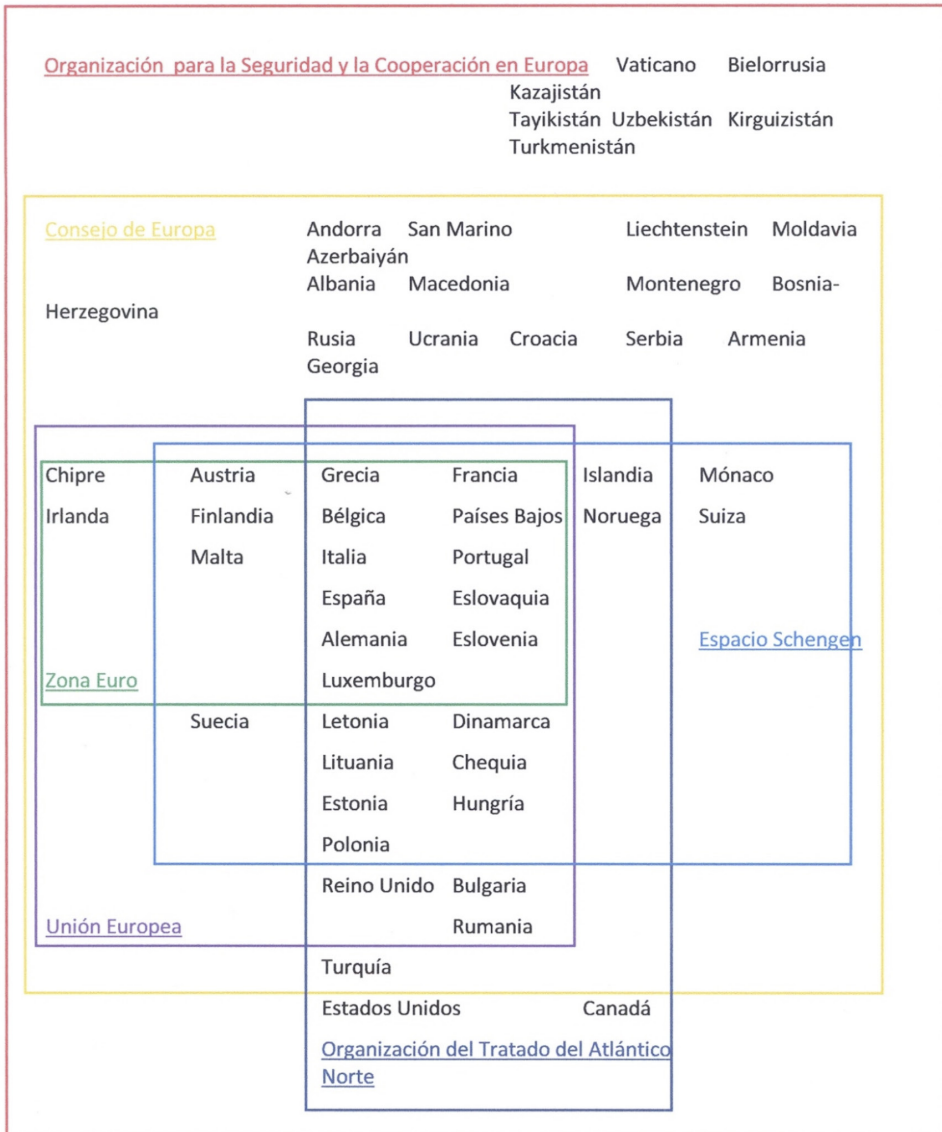 Organización para la Seguridad y la Cooperación en Europa Vaticano Bielorrusia
Kazajistán
Tayikistán Uzbekistán Kirguizistán
Turkmenistán
Consejo de Europa Andorra San Marino Liechtenstein Moldavia
Azerbaiyán
Albania Macedonia Montenegro Bosnia-
Herzegovina
Rusia Ucrania Croacia Serbia Armenia
Georgia
Chipre Austria Grecia Francia Islandia Mónaco
Irlanda Finlandia Bélgica Países Bajos Noruega Suiza
Malta Italia Portugal
España Eslovaquia
Alemania Eslovenia Espacio Schengen
Zona Euro Luxemburgo
Suecia Letonia Dinamarca
Lituania Chequia
Estonia Hungría
Polonia
Reino Unido Bulgaria
Unión Europea Rumania
Turquía
Estados Unidos Canadá
Organización del Tratado del Atlántico
Norte